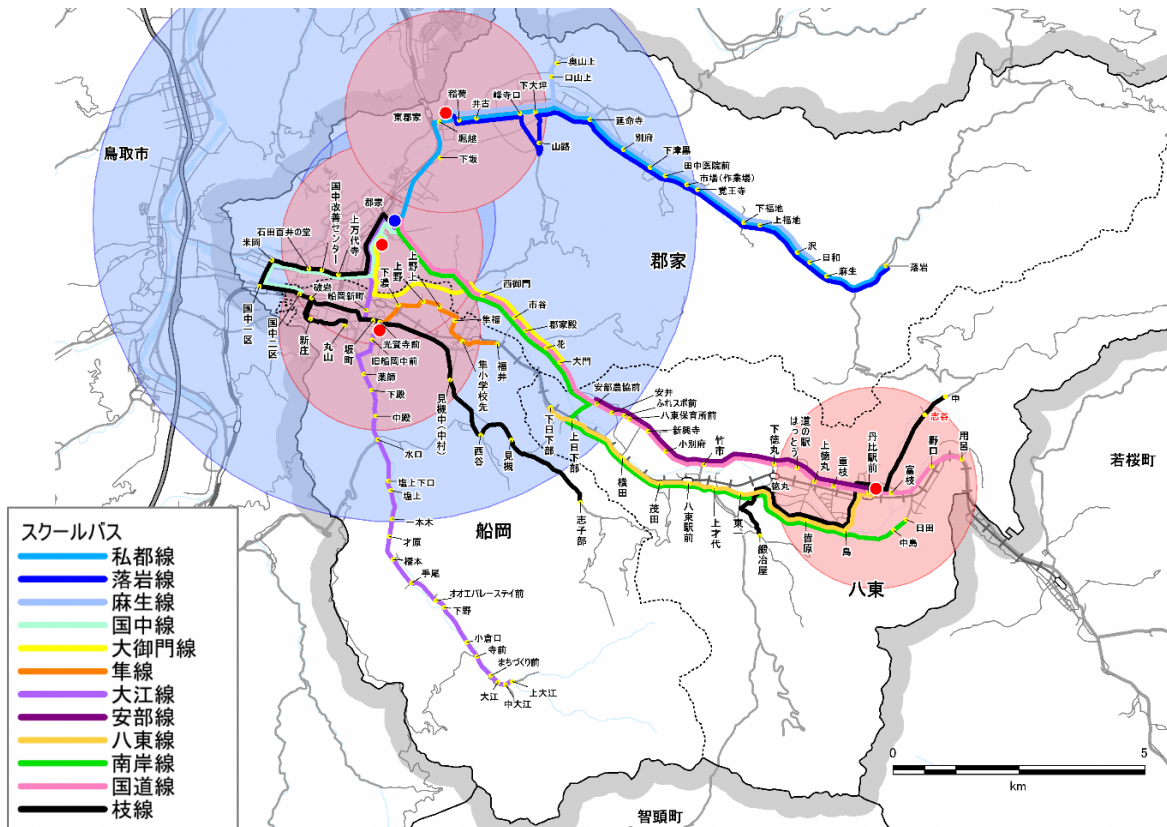 奥山上
口山上
稲荷
井古
峰寺口
下大坪
東郡家
堀越
延命寺
山路
別府
下津黒
田中医院前
市場(作業場)
覚王寺
下坂
鳥取市
郡家
国中改善センター
上万代寺
石田百井の堂
米岡
下福地
上福地
沢
日和
麻生
落岩
郡家
破岩
船岡新町
下濃
上野
上野上
西御門
市谷
郡家殿
花
大門
隼福
国中一区
国中二区
新庄
丸山
坂町
光賀寺前
旧船岡中前
薬師
下殿
中殿
水口
隼小学校先
福井
見槻中(中村)
西谷
見槻
志子部
安部農協前
安井
ふれスポ前
八東保育所前
新興寺
小別府
竹市
下日下部
上日下部
横田
茂田
八東駅前
上才代
東二
鍛冶屋
下徳丸
道の駅はっとう
上徳丸
重枝
丹比駅前
徳丸
皆原
島
中島
日田
富枝
野口
用呂
志谷
中
若桜町
八東
塩上下口
塩上
一本木
才原
橋本
手尾
オオエバレーステイ前
下野
小倉口
寺前
まちづくり前
大江
中大江
上大江
船岡
智頭町
0
5
km
スクールバス
私都線
落岩線
麻生線
国中線
大御門線
隼線
大江線
安部線
八東線
南岸線
国道線
枝線